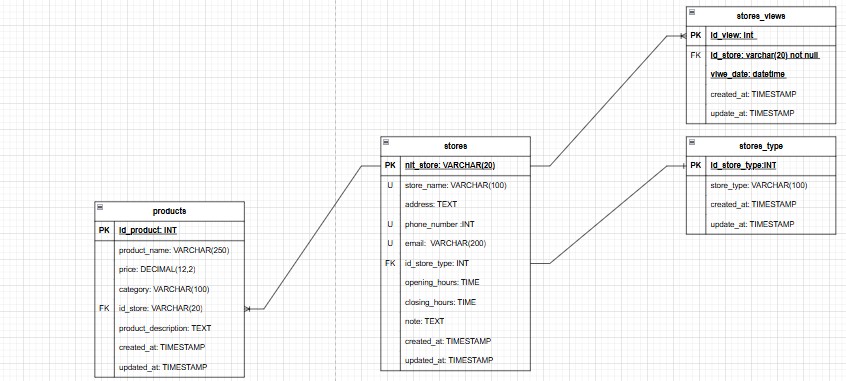 stores_views
PK id_view: Int
FK id_store: varchar(20) not null
viwe_date: datetime
created_at: TIMESTAMP
update_at: TIMESTAMP
stores
PK nit_store: VARCHAR(20)
U store_name: VARCHAR(100)
address: TEXT
U phone_number :INT
U email: VARCHAR(200)
FK id_store_type: INT
opening_hours: TIME
closing_hours: TIME
note: TEXT
created_at: TIMESTAMP
updated_at: TIMESTAMP
stores_type
PK id_store_type:INT
store_type: VARCHAR(100)
created_at: TIMESTAMP
update_at: TIMESTAMP
products
PK id_product: INT
product_name: VARCHAR(250)
price: DECIMAL(12,2)
category: VARCHAR(100)
FK id_store: VARCHAR(20)
product_description: TEXT
created_at: TIMESTAMP
updated_at: TIMESTAMP